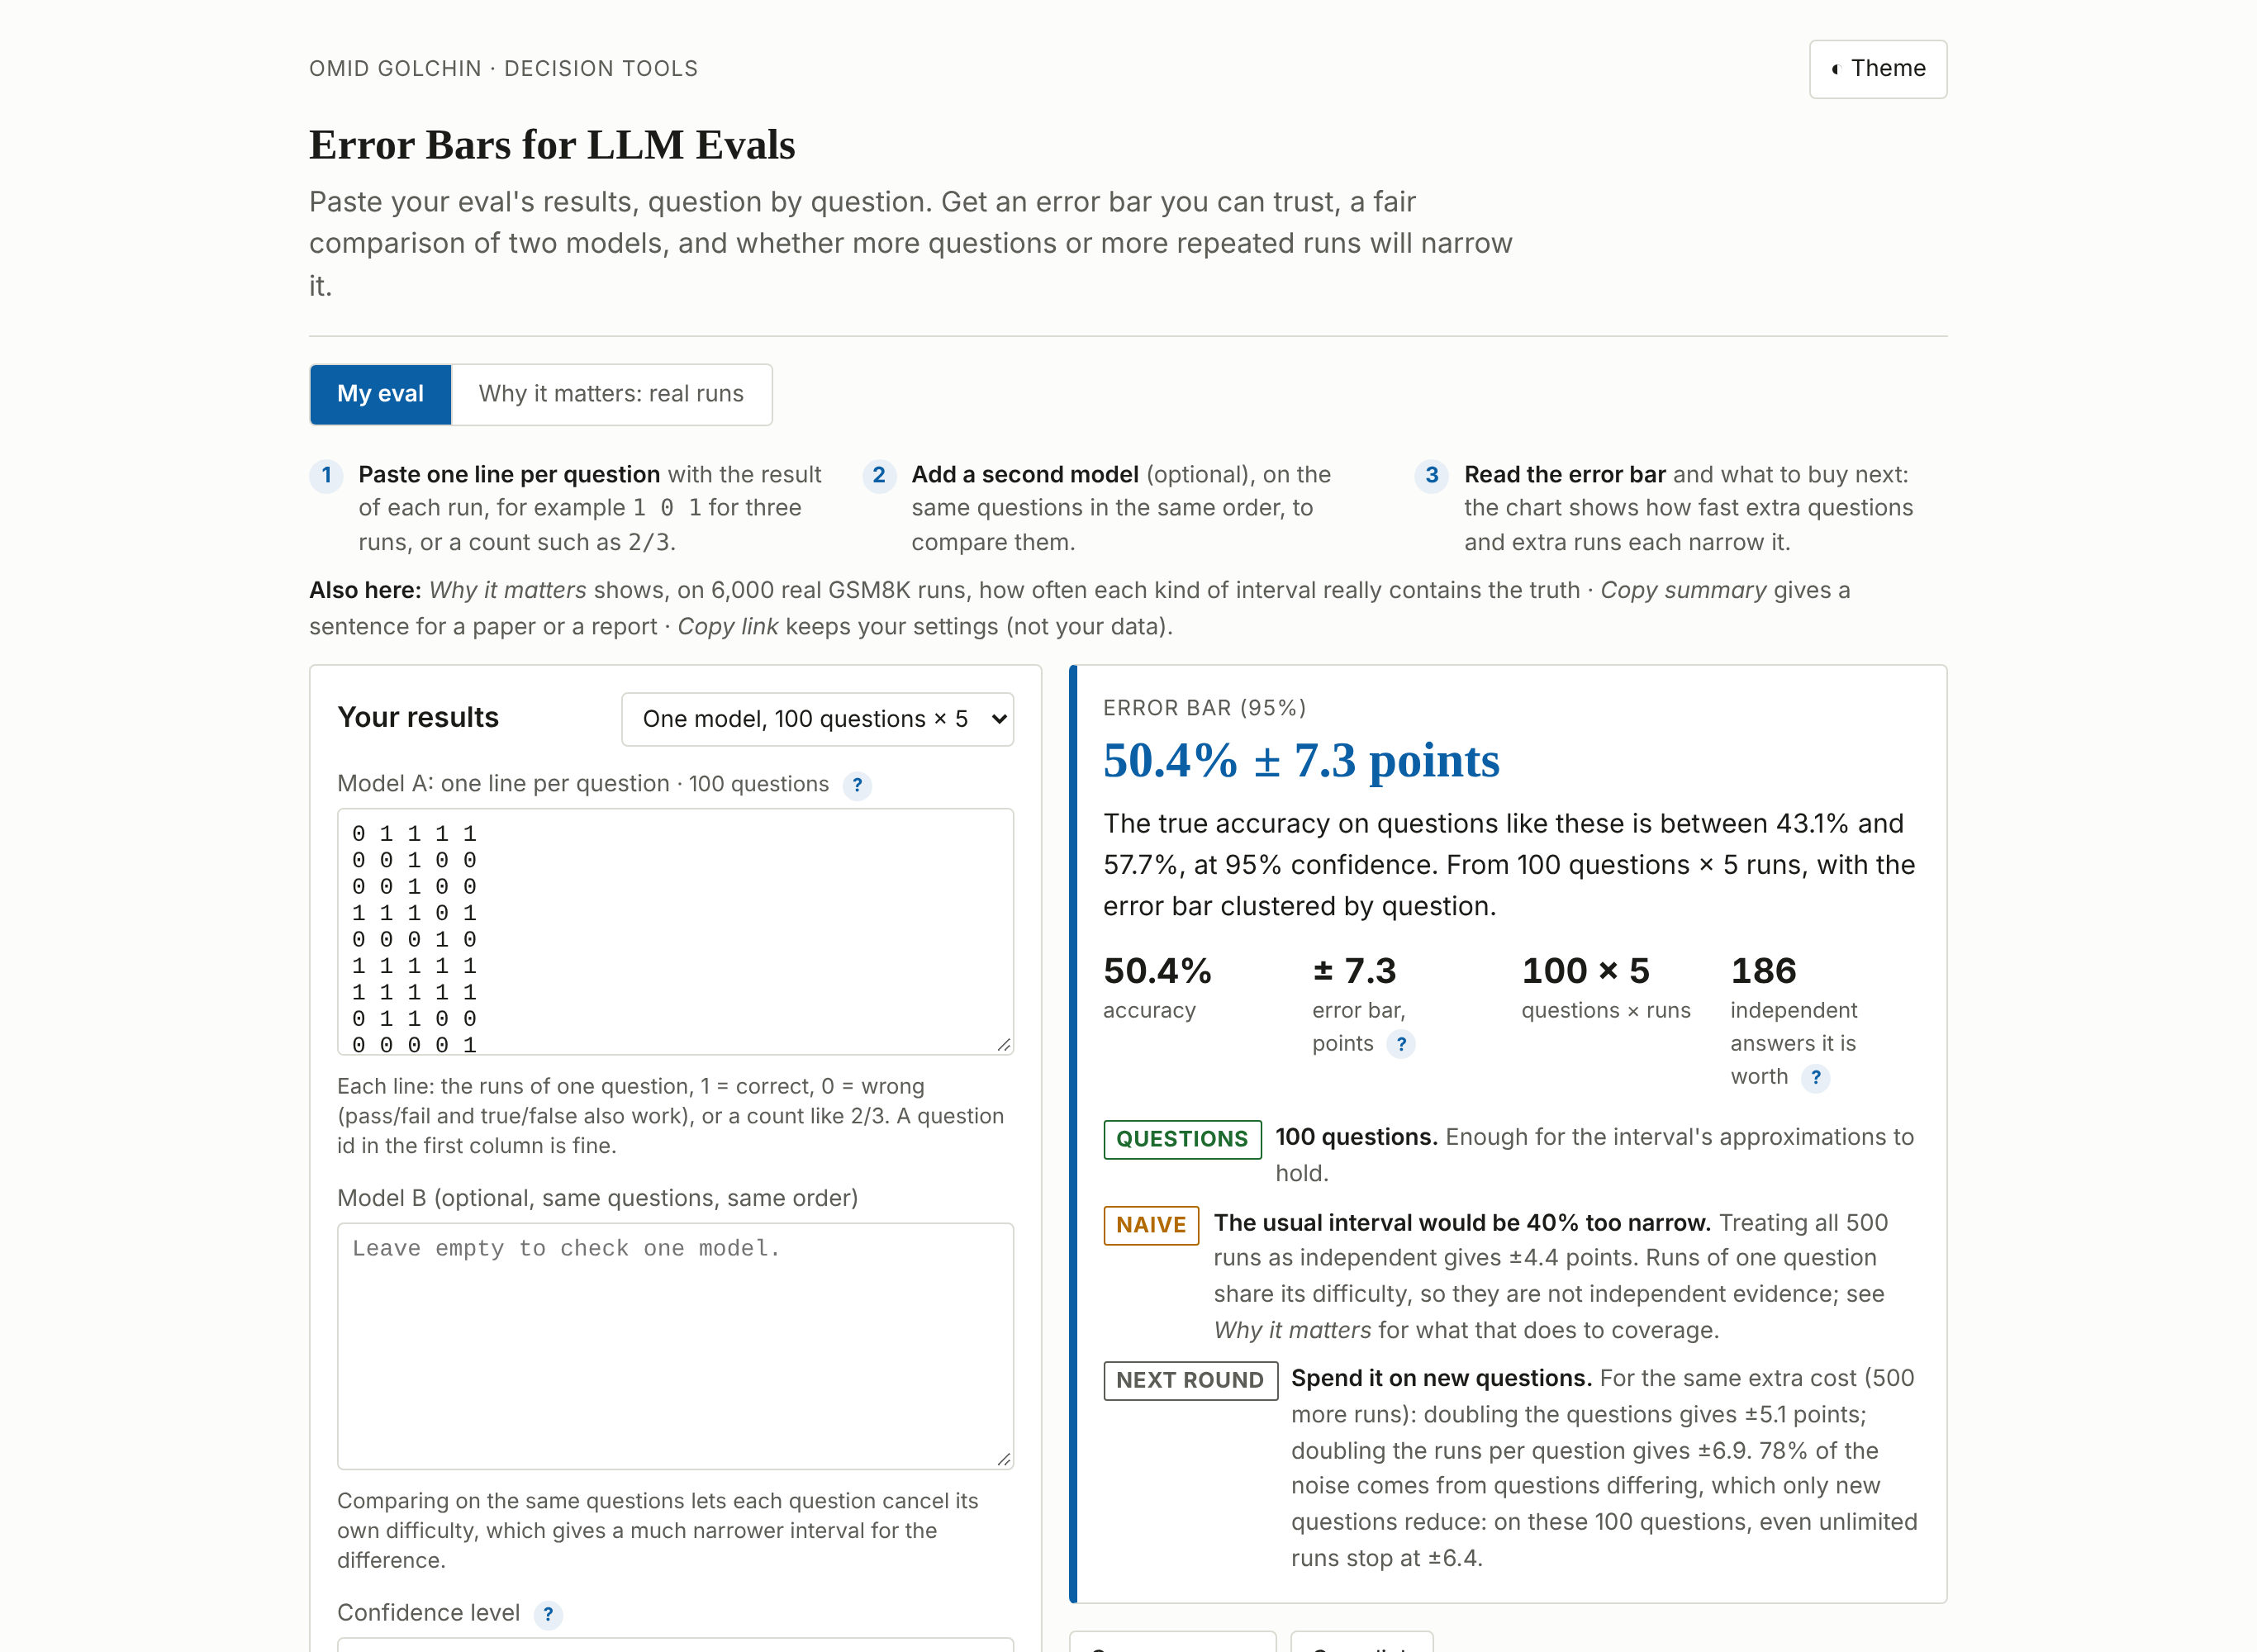 OMID GOLCHIN · DECISION TOOLS
Theme
Error Bars for LLM Evals
Paste your eval's results, question by question. Get an error bar you can trust, a fair
comparison of two models, and whether more questions or more repeated runs will narrow
it.
My eval
Why it matters: real runs
1 Paste one line per question with the result
of each run, for example 1 0 1 for three
runs, or a count such as 2/3.
2 Add a second model (optional), on the
same questions in the same order, to
compare them.
3 Read the error bar and what to buy next:
the chart shows how fast extra questions
and extra runs each narrow it.
Also here: Why it matters shows, on 6,000 real GSM8K runs, how often each kind of interval really contains the truth · Copy summary gives a
sentence for a paper or a report · Copy link keeps your settings (not your data).
Your results
One model, 100 questions × 5
Model A: one line per question · 100 questions ?
0 1 1 1 1
0 0 1 0 0
0 0 1 0 0
1 1 1 0 1
0 0 0 1 0
1 1 1 1 1
1 1 1 1 1
0 1 1 0 0
0 0 0 0 1
Each line: the runs of one question, 1 = correct, 0 = wrong
(pass/fail and true/false also work), or a count like 2/3. A question
id in the first column is fine.
Model B (optional, same questions, same order)
Leave empty to check one model.
Comparing on the same questions lets each question cancel its
own difficulty, which gives a much narrower interval for the
difference.
Confidence level ?
ERROR BAR (95%)
50.4% ± 7.3 points
The true accuracy on questions like these is between 43.1% and
57.7%, at 95% confidence. From 100 questions × 5 runs, with the
error bar clustered by question.
50.4%
accuracy
± 7.3
error bar,
points ?
100 × 5
questions × runs
186
independent
answers it is
worth ?
QUESTIONS 100 questions. Enough for the interval's approximations to
hold.
NAIVE The usual interval would be 40% too narrow. Treating all 500
runs as independent gives ±4.4 points. Runs of one question
share its difficulty, so they are not independent evidence; see
Why it matters for what that does to coverage.
NEXT ROUND Spend it on new questions. For the same extra cost (500
more runs): doubling the questions gives ±5.1 points;
doubling the runs per question gives ±6.9. 78% of the
noise comes from questions differing, which only new
questions reduce: on these 100 questions, even unlimited
runs stop at ±6.4.